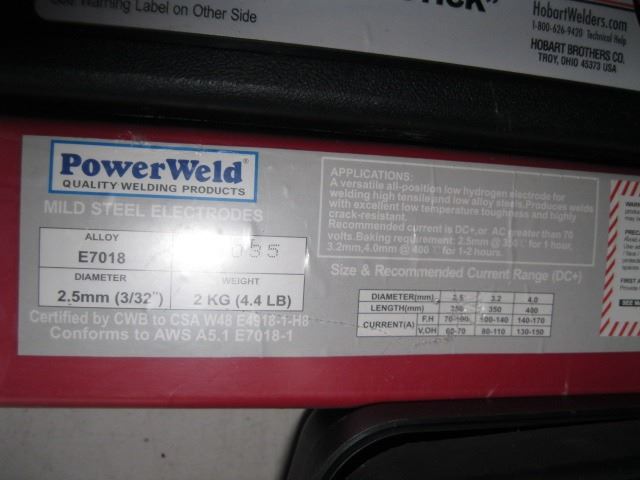 Warning Label on Other Side
STICK"
HobartWelders.com
1-800-626-9420 Technical Help
HOBART BROTHERS CO.
TROY, OHIO 45373 USA
PowerWeld®
QUALITY WELDING PRODUCTS
MILD STEEL ELECTRODES
ALLOY
E7018
035
DIAMETER
2.5mm (3/32")
WEIGHT
2 KG (4.4 LB)
Certified by CWB to CSA W48 E4918-1-H8
Conforms to AWS A5.1 E7018-1
APPLICATIONS:
A versatile all-position low hydrogen electrode for
welding high tensile and low alloy steels.Produces welds
with excellent low temperature toughness and highly
crack-resistant.
Recommended current is DC+,or AC greater than 70
volts.Baking requirement: 2.5mm @ 350°C for 1 hour,
3.2mm,4.0mm @ 400°C for 1-2 hours.
Size & Recommended Current Range (DC+)
DIAMETER(mm) 2.5 3.2 4.0
LENGTH(mm) 350 350 400
CURRENT(A) F,H 70-100 100-140 140-170
V,OH 60-70 80-110 130-150
FIRST A